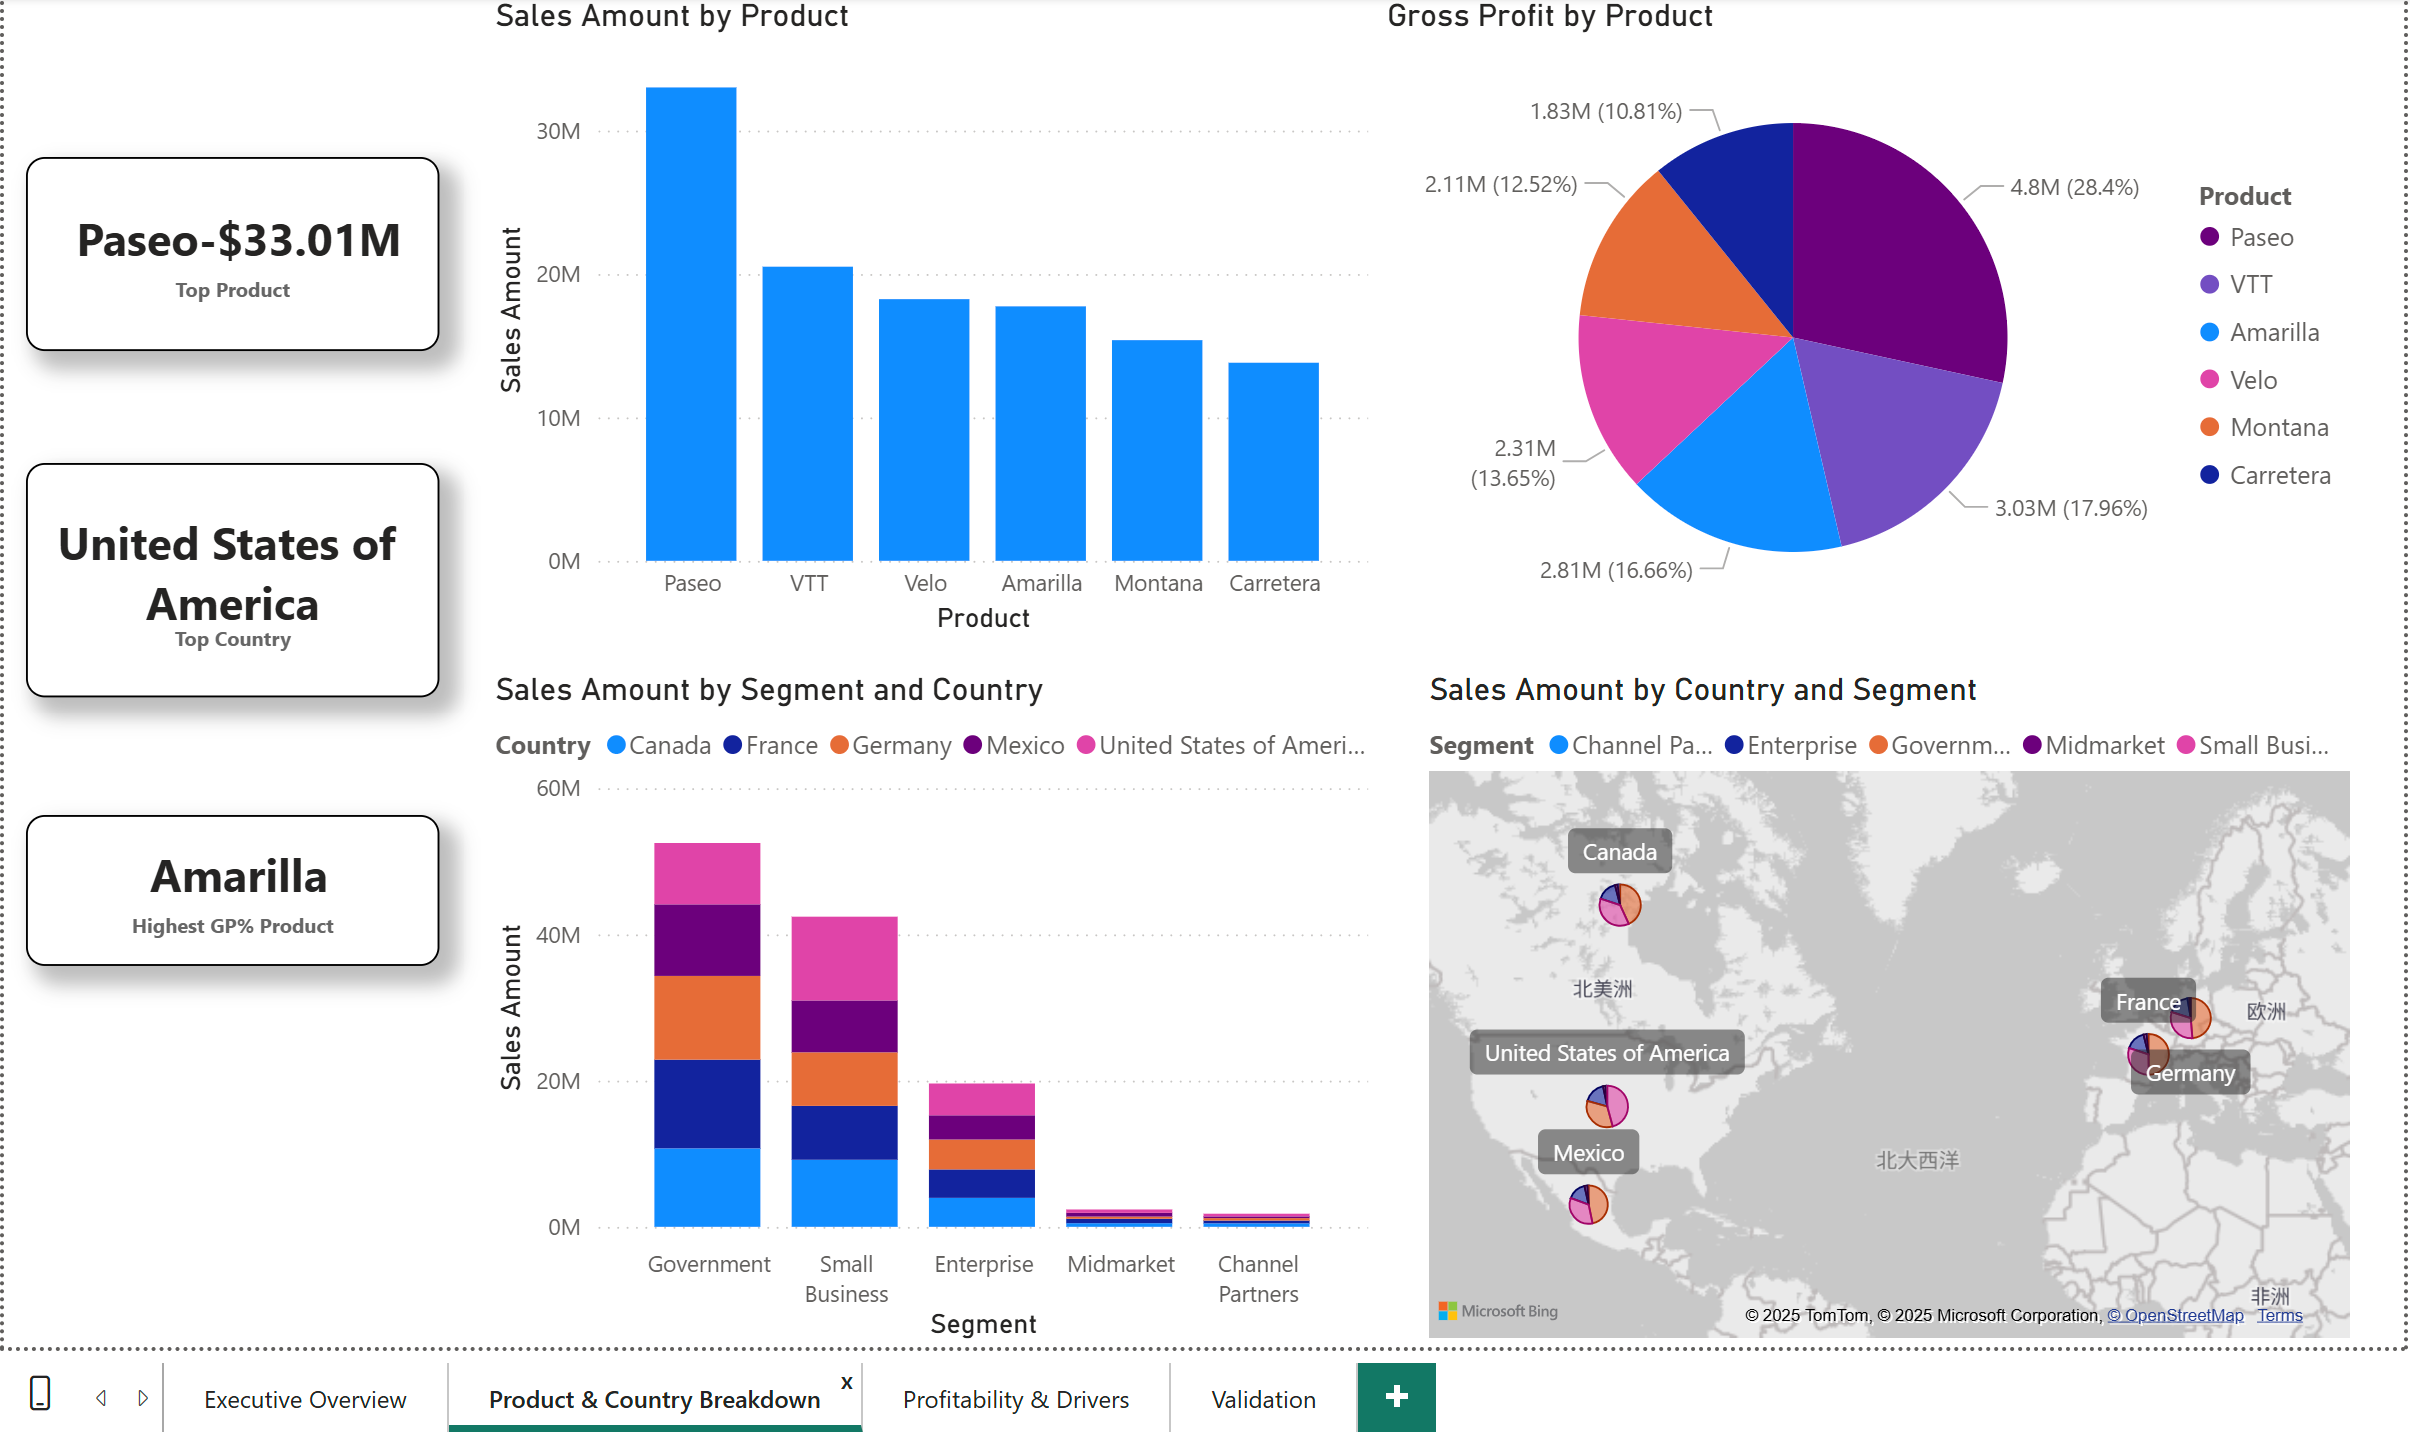 Sales Amount by Product
Gross Profit by Product
Paseo-$33.01M
Top Product
United States of
America
Top Country
Amarilla
Highest GP% Product
Sales Amount
30M
20M
10M
0M
Paseo
VTT
Velo
Amarilla
Montana
Carretera
Product
1.83M (10.81%)
2.11M (12.52%)
2.31M
(13.65%)
2.81M (16.66%)
3.03M (17.96%)
4.8M (28.4%)
Product
Paseo
VTT
Amarilla
Velo
Montana
Carretera
Sales Amount by Segment and Country
Country Canada France Germany Mexico United States of Ameri...
Sales Amount
60M
40M
20M
0M
Government
Small
Business
Enterprise
Midmarket
Channel
Partners
Segment
Sales Amount by Country and Segment
Segment Channel Pa... Enterprise Governm... Midmarket Small Busi...
Canada
北美洲
United States of America
Mexico
France
欧洲
Germany
北大西洋
非洲
Microsoft Bing
© 2025 TomTom, © 2025 Microsoft Corporation, © OpenStreetMap Terms
Executive Overview
Product & Country Breakdown
x
Profitability & Drivers
Validation
+